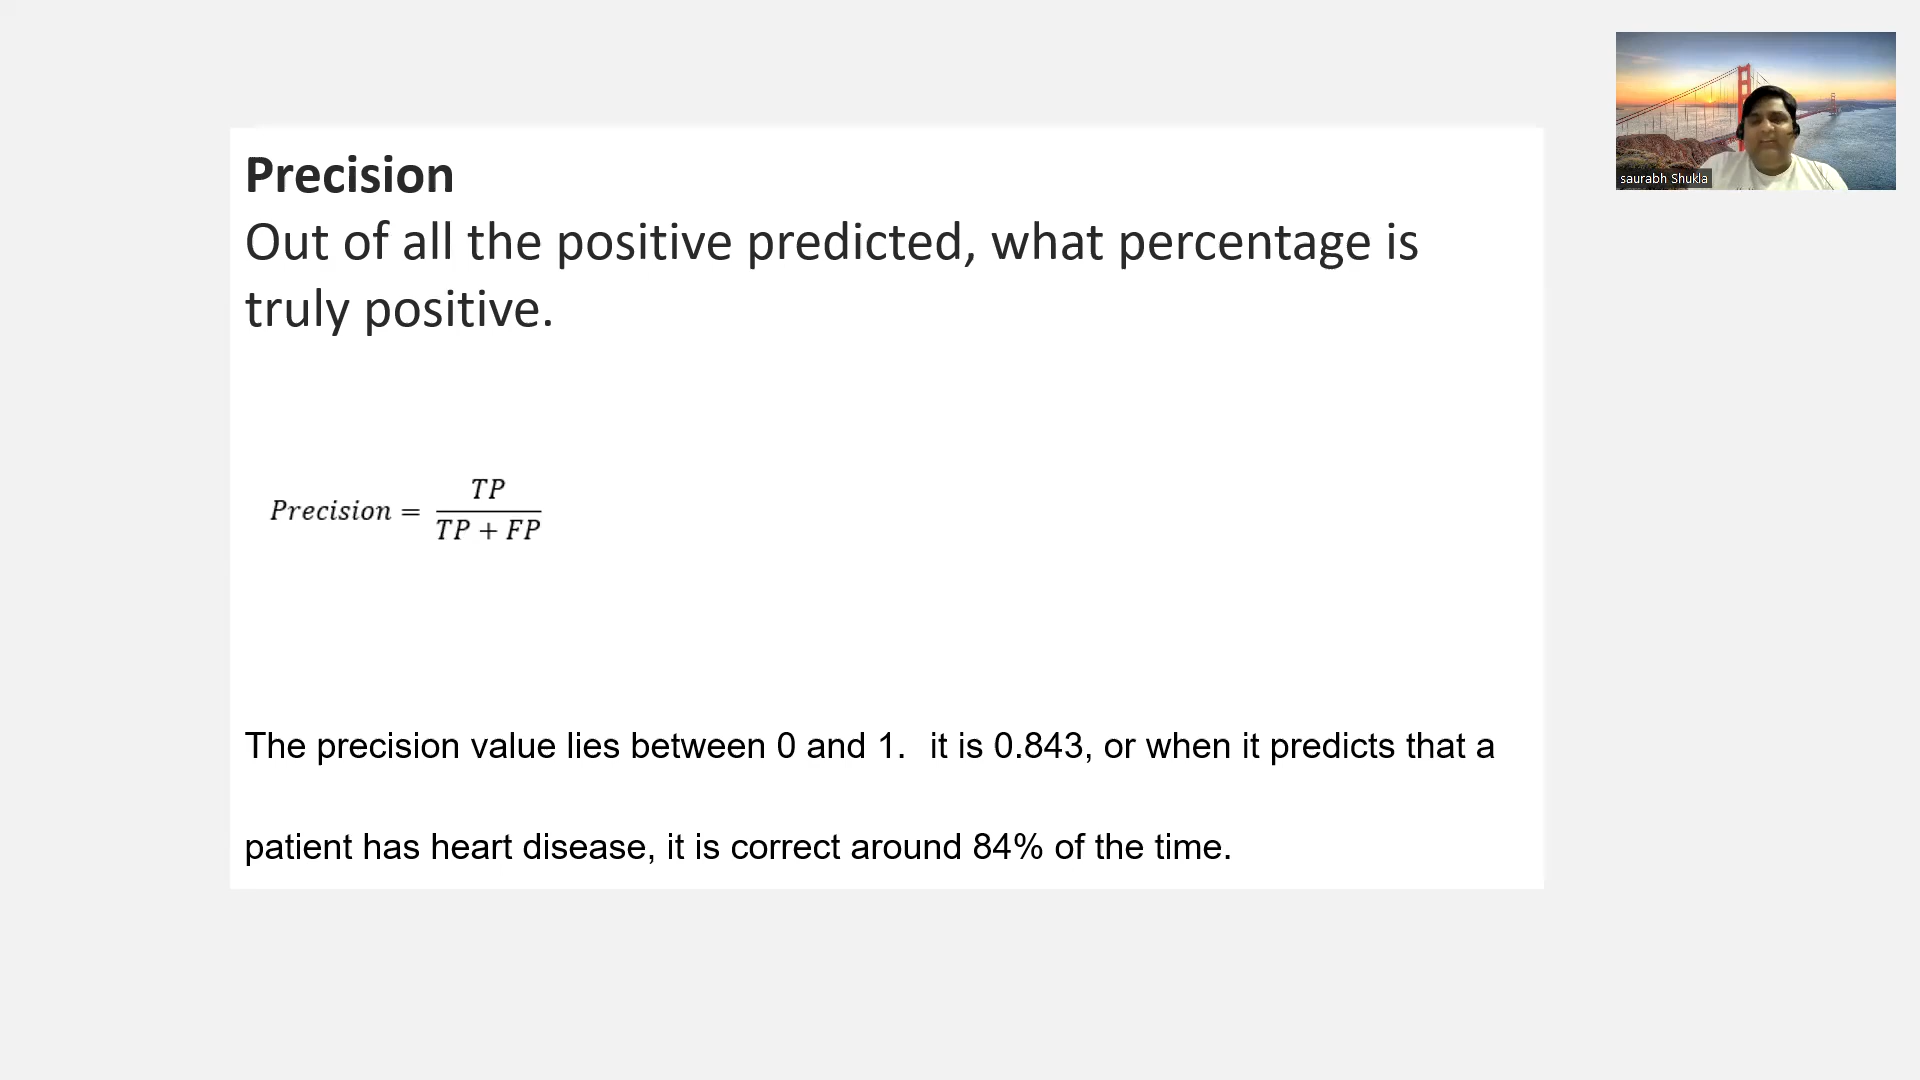 Precision
Out of all the positive predicted, what percentage is
truly positive.
Precision = TP / TP + FP
The precision value lies between 0 and 1. it is 0.843, or when it predicts that a
patient has heart disease, it is correct around 84% of the time.
saurabh Shukla